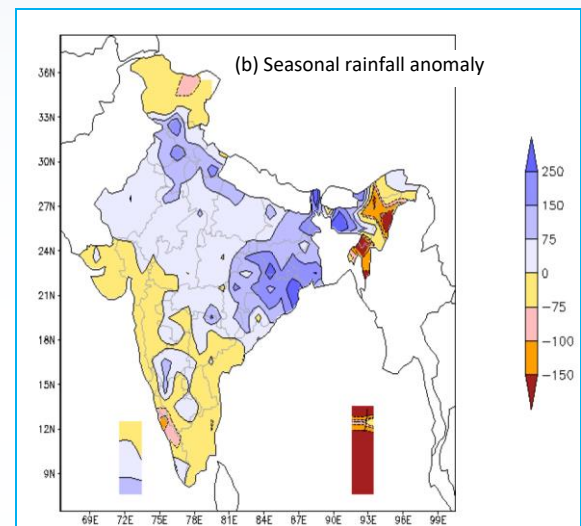 (b) Seasonal rainfall anomaly
36N
33N
30N
27N
24N
21N
18N
15N
12N
9N
69E 72E 75E 78E 81E 84E 87E 90E 93E 96E 99E
250
150
75
0
−75
−100
−150